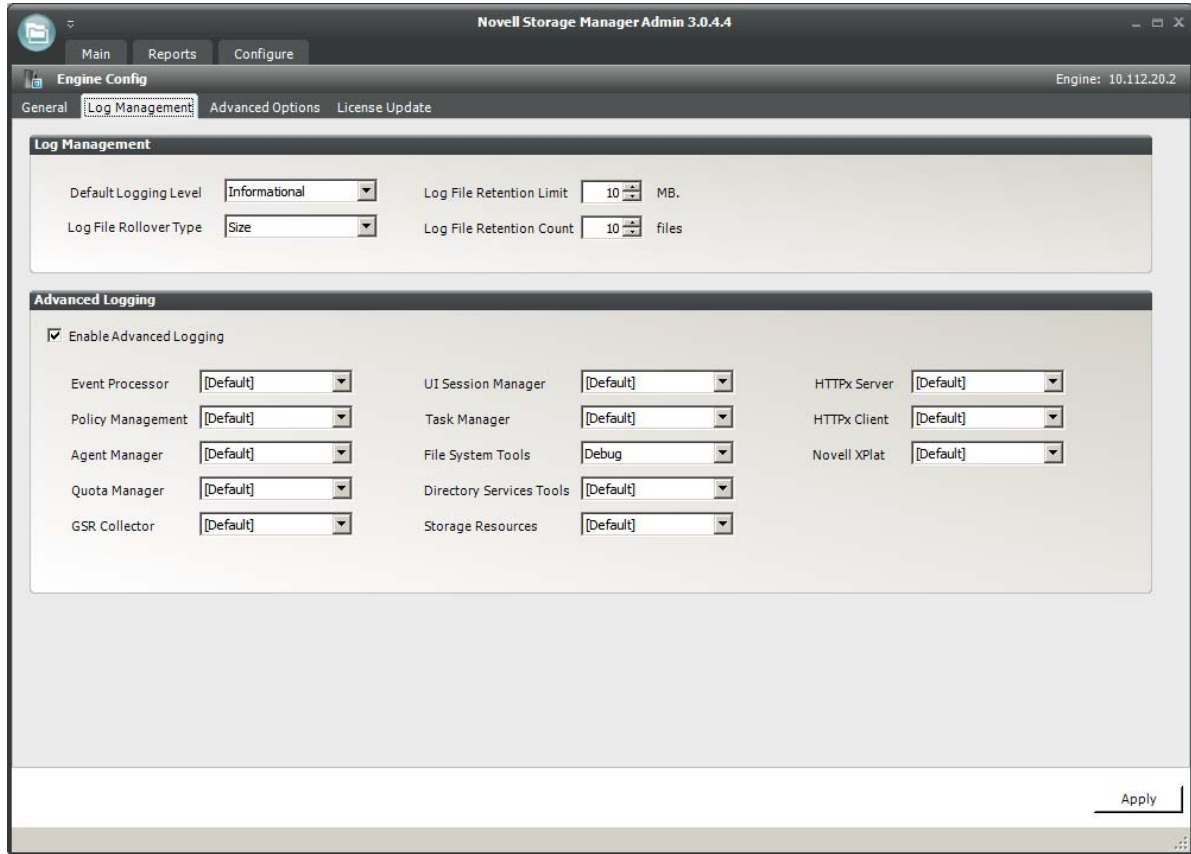 Novell Storage Manager Admin 3.0.4.4
Main Reports Configure
Engine Config Engine: 10.112.20.2
General Log Management Advanced Options License Update
Log Management
Default Logging Level Informational Log File Retention Limit 10 MB.
Log File Rollover Type Size Log File Retention Count 10 files
Advanced Logging
Enable Advanced Logging
Event Processor [Default] UI Session Manager [Default] HTTPx Server [Default]
Policy Management [Default] Task Manager [Default] HTTPx Client [Default]
Agent Manager [Default] File System Tools Debug Novell XPlat [Default]
Quota Manager [Default] Directory Services Tools [Default]
GSR Collector [Default] Storage Resources [Default]
Apply